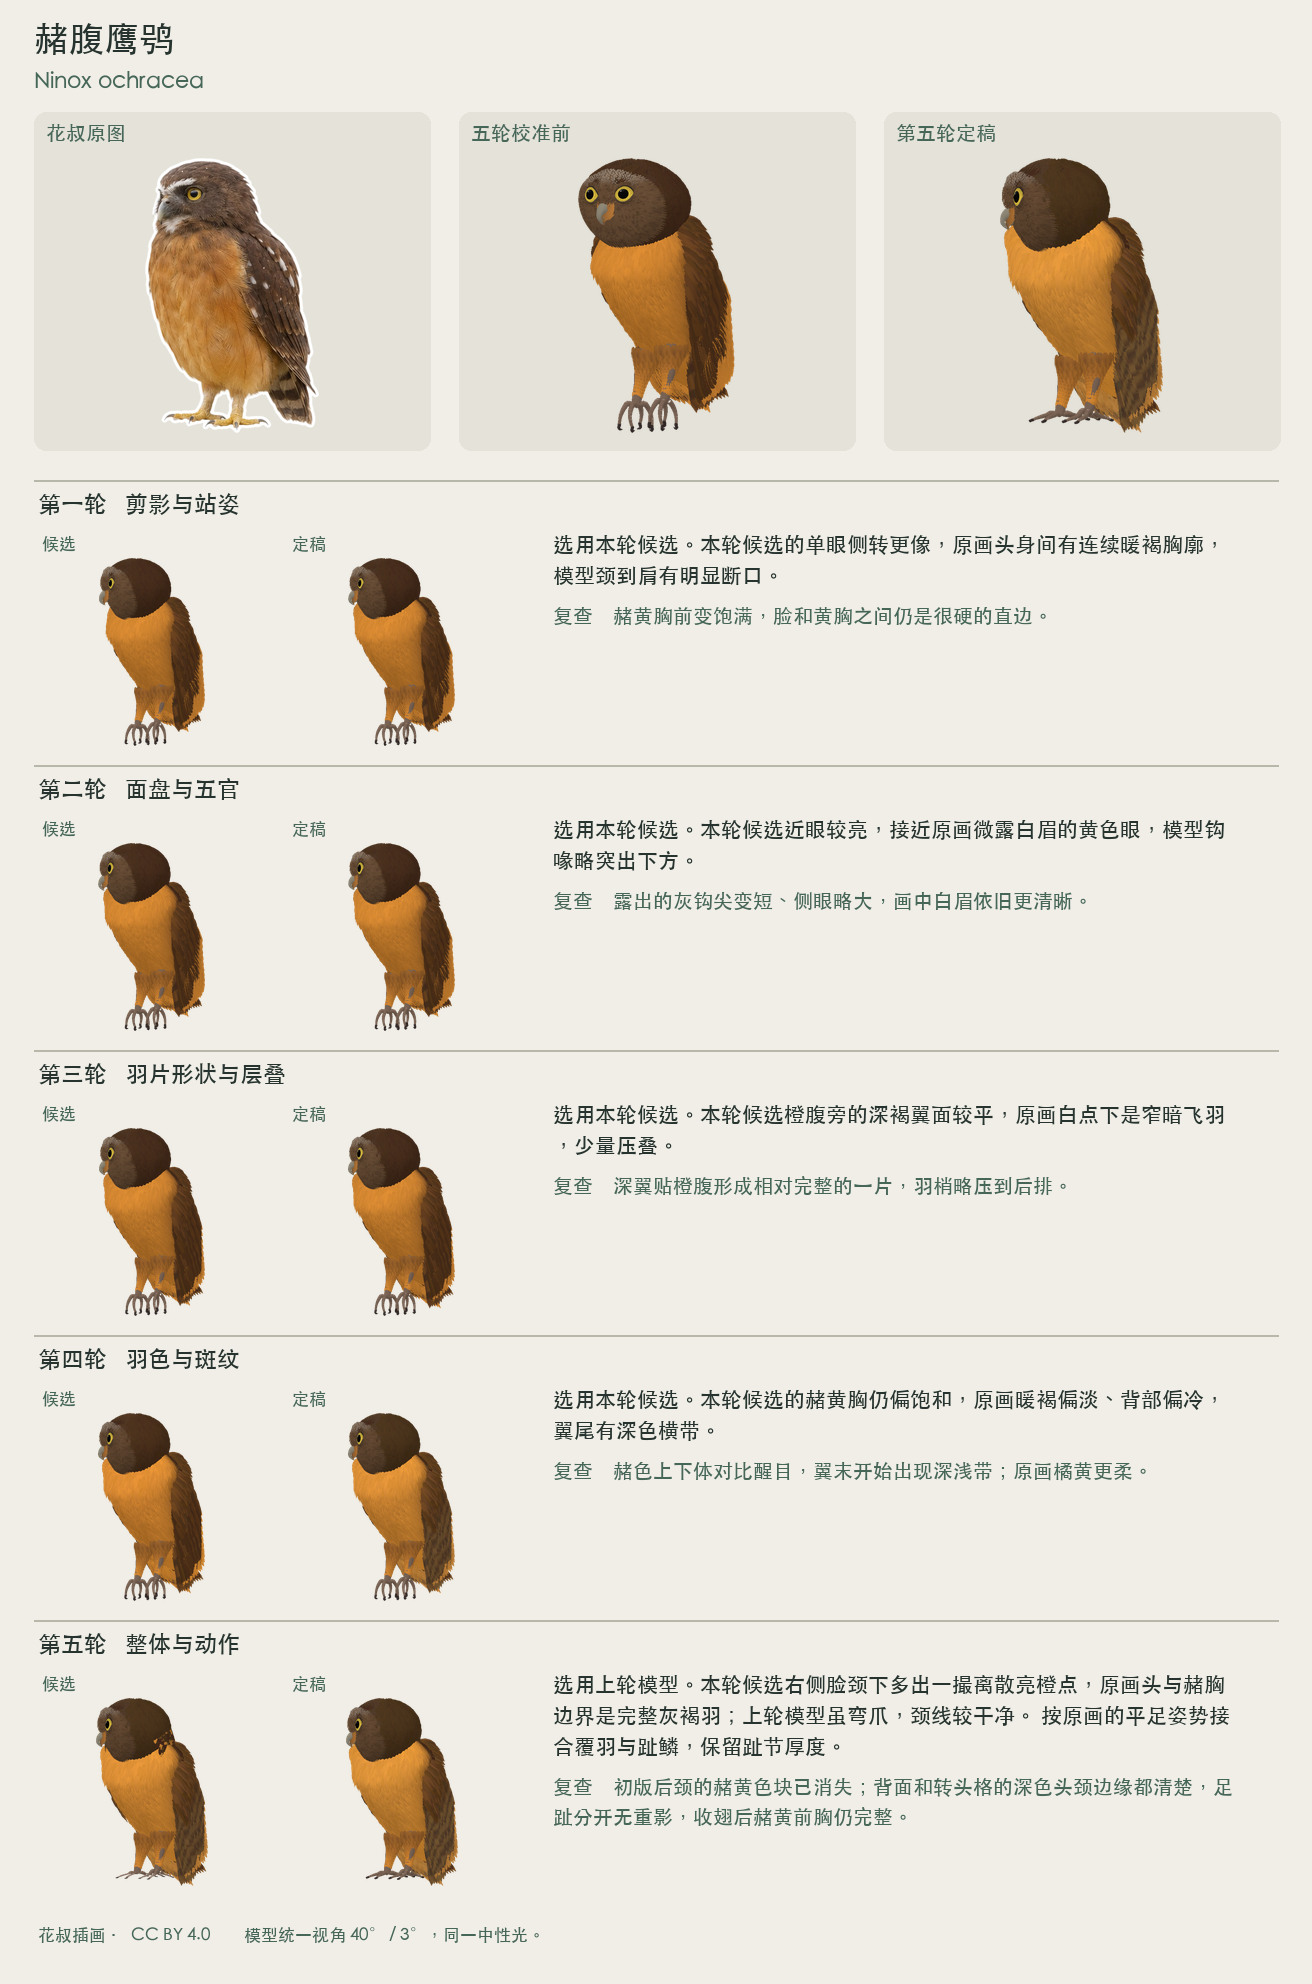 赭腹鹰鸮
Ninox ochracea
花叔原图
五轮校准前
第五轮定稿
第一轮 剪影与站姿
候选
定稿
选用本轮候选。本轮候选的单眼侧转更像，原画头身间有连续暖褐胸廓，
模型颈到肩有明显断口。
复查 赭黄胸前变饱满，脸和黄胸之间仍是很硬的直边。
第二轮 面盘与五官
候选
定稿
选用本轮候选。本轮候选近眼较亮，接近原画微露白眉的黄色眼，模型钩
喙略突出下方。
复查 露出的灰钩尖变短、侧眼略大，画中白眉依旧更清晰。
第三轮 羽片形状与层叠
候选
定稿
选用本轮候选。本轮候选橙腹旁的深褐翼面较平，原画白点下是窄暗飞羽
，少量压叠。
复查 深翼贴橙腹形成相对完整的一片，羽梢略压到后排。
第四轮 羽色与斑纹
候选
定稿
选用本轮候选。本轮候选的赭黄胸仍偏饱和，原画暖褐偏淡、背部偏冷，
翼尾有深色横带。
复查 赭色上下体对比醒目，翼末开始出现深浅带；原画橘黄更柔。
第五轮 整体与动作
候选
定稿
选用上轮模型。本轮候选右侧脸颈下多出一撮离散亮橙点，原画头与赭胸
边界是完整灰褐羽；上轮模型虽弯爪，颈线较干净。 按原画的平足姿势接
合覆羽与趾鳞，保留趾节厚度。
复查 初版后颈的赭黄色块已消失；背面和转头格的深色头颈边缘都清楚，足
趾分开无重影，收翅后赭黄前胸仍完整。
花叔插画 · CC BY 4.0 模型统一视角 40° / 3°，同一中性光。